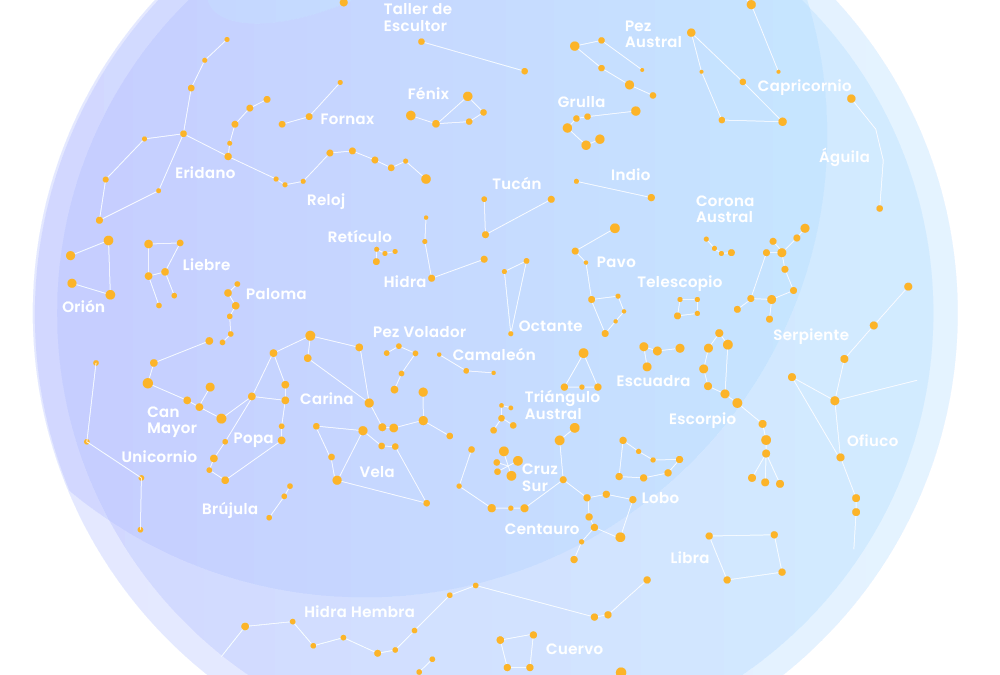 Taller de
Escultor
Pez
Austral
Capricornio
Fénix
Grulla
Fornax
Águila
Eridano
Indio
Tucán
Reloj
Corona
Austral
Retículo
Liebre
Pavo
Hidra
Telescopio
Paloma
Orión
Octante
Pez Volador
Serpiente
Camaleón
Escuadra
Carina
Triángulo
Austral
Can
Mayor
Escorpio
Popa
Ofiuco
Unicornio
Vela
Cruz
Sur
Lobo
Brújula
Centauro
Libra
Hidra Hembra
Cuervo